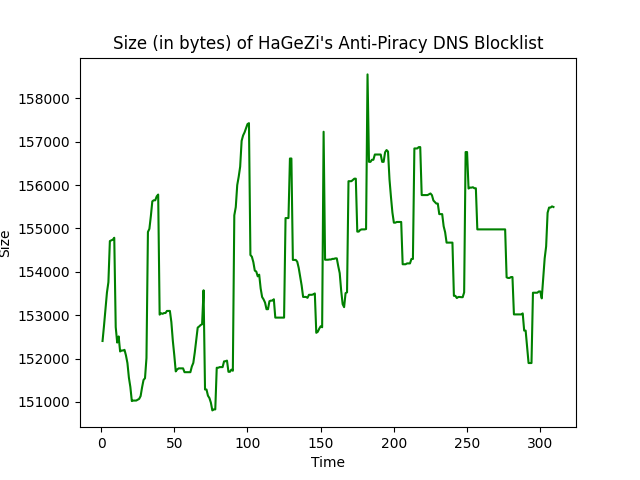 Size (in bytes) of HaGeZi's Anti-Piracy DNS Blocklist
158000
157000
156000
155000
154000
153000
152000
151000
Size
0 50 100 150 200 250 300
Time